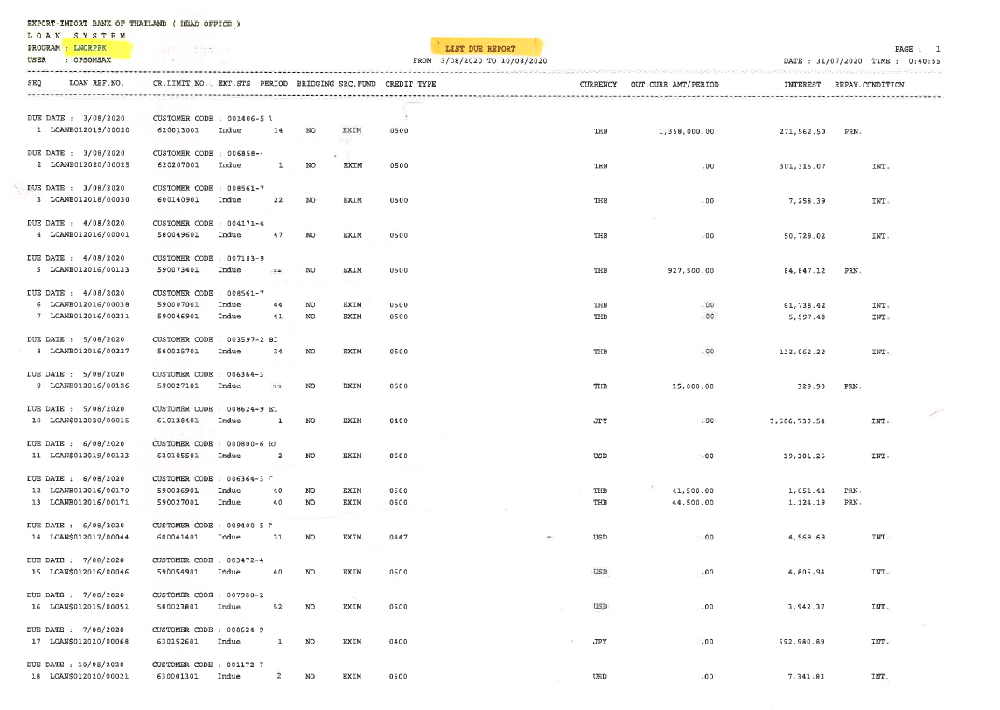 EXPORT-IMPORT BANK OF THAILAND ( HEAD OFFICE )
L O A N   S Y S T E M
PROGRAM : LNORPFK LIST DUE REPORT PAGE : 1
USER : OPSOMSAX FROM 3/08/2020 TO 10/08/2020 DATE : 31/07/2020 TIME : 0:40:55
SEQ LOAN REF.NO. CR.LIMIT NO. EXT.STS PERIOD BRIDGING SRC.FUND CREDIT TYPE CURRENCY OUT.CURR AMT/PERIOD INTEREST REPAY.CONDITION
DUE DATE : 3/08/2020 CUSTOMER CODE : 001406-5
1 LOANB012019/00020 620013001 Indue 14 NO EXIM 0500 THB 1,358,000.00 271,562.50 PRN.
DUE DATE : 3/08/2020 CUSTOMER CODE : 006858-
2 LOANB012020/00025 620207001 Indue 1 NO EXIM 0500 THB .00 301,315.07 INT.
DUE DATE : 3/08/2020 CUSTOMER CODE : 008561-7
3 LOANB012018/00030 600140901 Indue 22 NO EXIM 0500 THB .00 7,258.39 INT.
DUE DATE : 4/08/2020 CUSTOMER CODE : 004171-4
4 LOANB012016/00001 580049601 Indue 47 NO EXIM 0500 THB .00 50,729.02 INT.
DUE DATE : 4/08/2020 CUSTOMER CODE : 007103-9
5 LOANB012016/00123 590073401 Indue NO EXIM 0500 THB 927,500.00 84,847.12 PRN.
DUE DATE : 4/08/2020 CUSTOMER CODE : 008561-7
6 LOANB012016/00038 590007001 Indue 44 NO EXIM 0500 THB .00 61,738.42 INT.
7 LOANB012016/00231 590046901 Indue 41 NO EXIM 0500 THB .00 5,597.48 INT.
DUE DATE : 5/08/2020 CUSTOMER CODE : 003597-2 BI
8 LOANB012016/00227 580025701 Indue 34 NO EXIM 0500 THB .00 132,062.22 INT.
DUE DATE : 5/08/2020 CUSTOMER CODE : 006364-3
9 LOANB012016/00126 590027101 Indue NO EXIM 0500 THB 15,000.00 329.90 PRN.
DUE DATE : 5/08/2020 CUSTOMER CODE : 008624-9
10 LOAN$012020/00015 610128401 Indue 1 NO EXIM 0400 JPY .00 3,586,730.54 INT.
DUE DATE : 6/08/2020 CUSTOMER CODE : 000800-6
11 LOAN$012019/00123 620105501 Indue 2 NO EXIM 0500 USD .00 19,101.25 INT.
DUE DATE : 6/08/2020 CUSTOMER CODE : 006364-3
12 LOANB012016/00170 590026901 Indue 40 NO EXIM 0500 THB 41,500.00 1,051.44 PRN.
13 LOANB012016/00171 590027001 Indue 40 NO EXIM 0500 THB 44,500.00 1,124.19 PRN.
DUE DATE : 6/08/2020 CUSTOMER CODE : 009400-5
14 LOAN$012017/00044 600041401 Indue 31 NO EXIM 0447 USD .00 4,569.69 INT.
DUE DATE : 7/08/2020 CUSTOMER CODE : 003472-4
15 LOAN$012016/00046 590054901 Indue 40 NO EXIM 0500 USD .00 4,805.94 INT.
DUE DATE : 7/08/2020 CUSTOMER CODE : 007980-2
16 LOAN$012015/00051 580023801 Indue 52 NO EXIM 0500 USD .00 3,942.37 INT.
DUE DATE : 7/08/2020 CUSTOMER CODE : 008624-9
17 LOAN$012020/00068 630152601 Indue 1 NO EXIM 0400 JPY .00 692,980.89 INT.
DUE DATE : 10/08/2020 CUSTOMER CODE : 001172-7
18 LOAN$012020/00021 630001301 Indue 2 NO EXIM 0500 USD .00 7,341.83 INT.